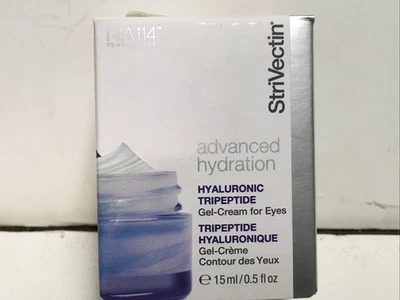 NIA114™
StriVectin®
advanced
hydration
HYALURONIC
TRIPEPTIDE
Gel-Cream for Eyes
TRIPEPTIDE
HYALURONIQUE
Gel-Crème
Contour des Yeux
℮ 15 ml/0.5 fl oz